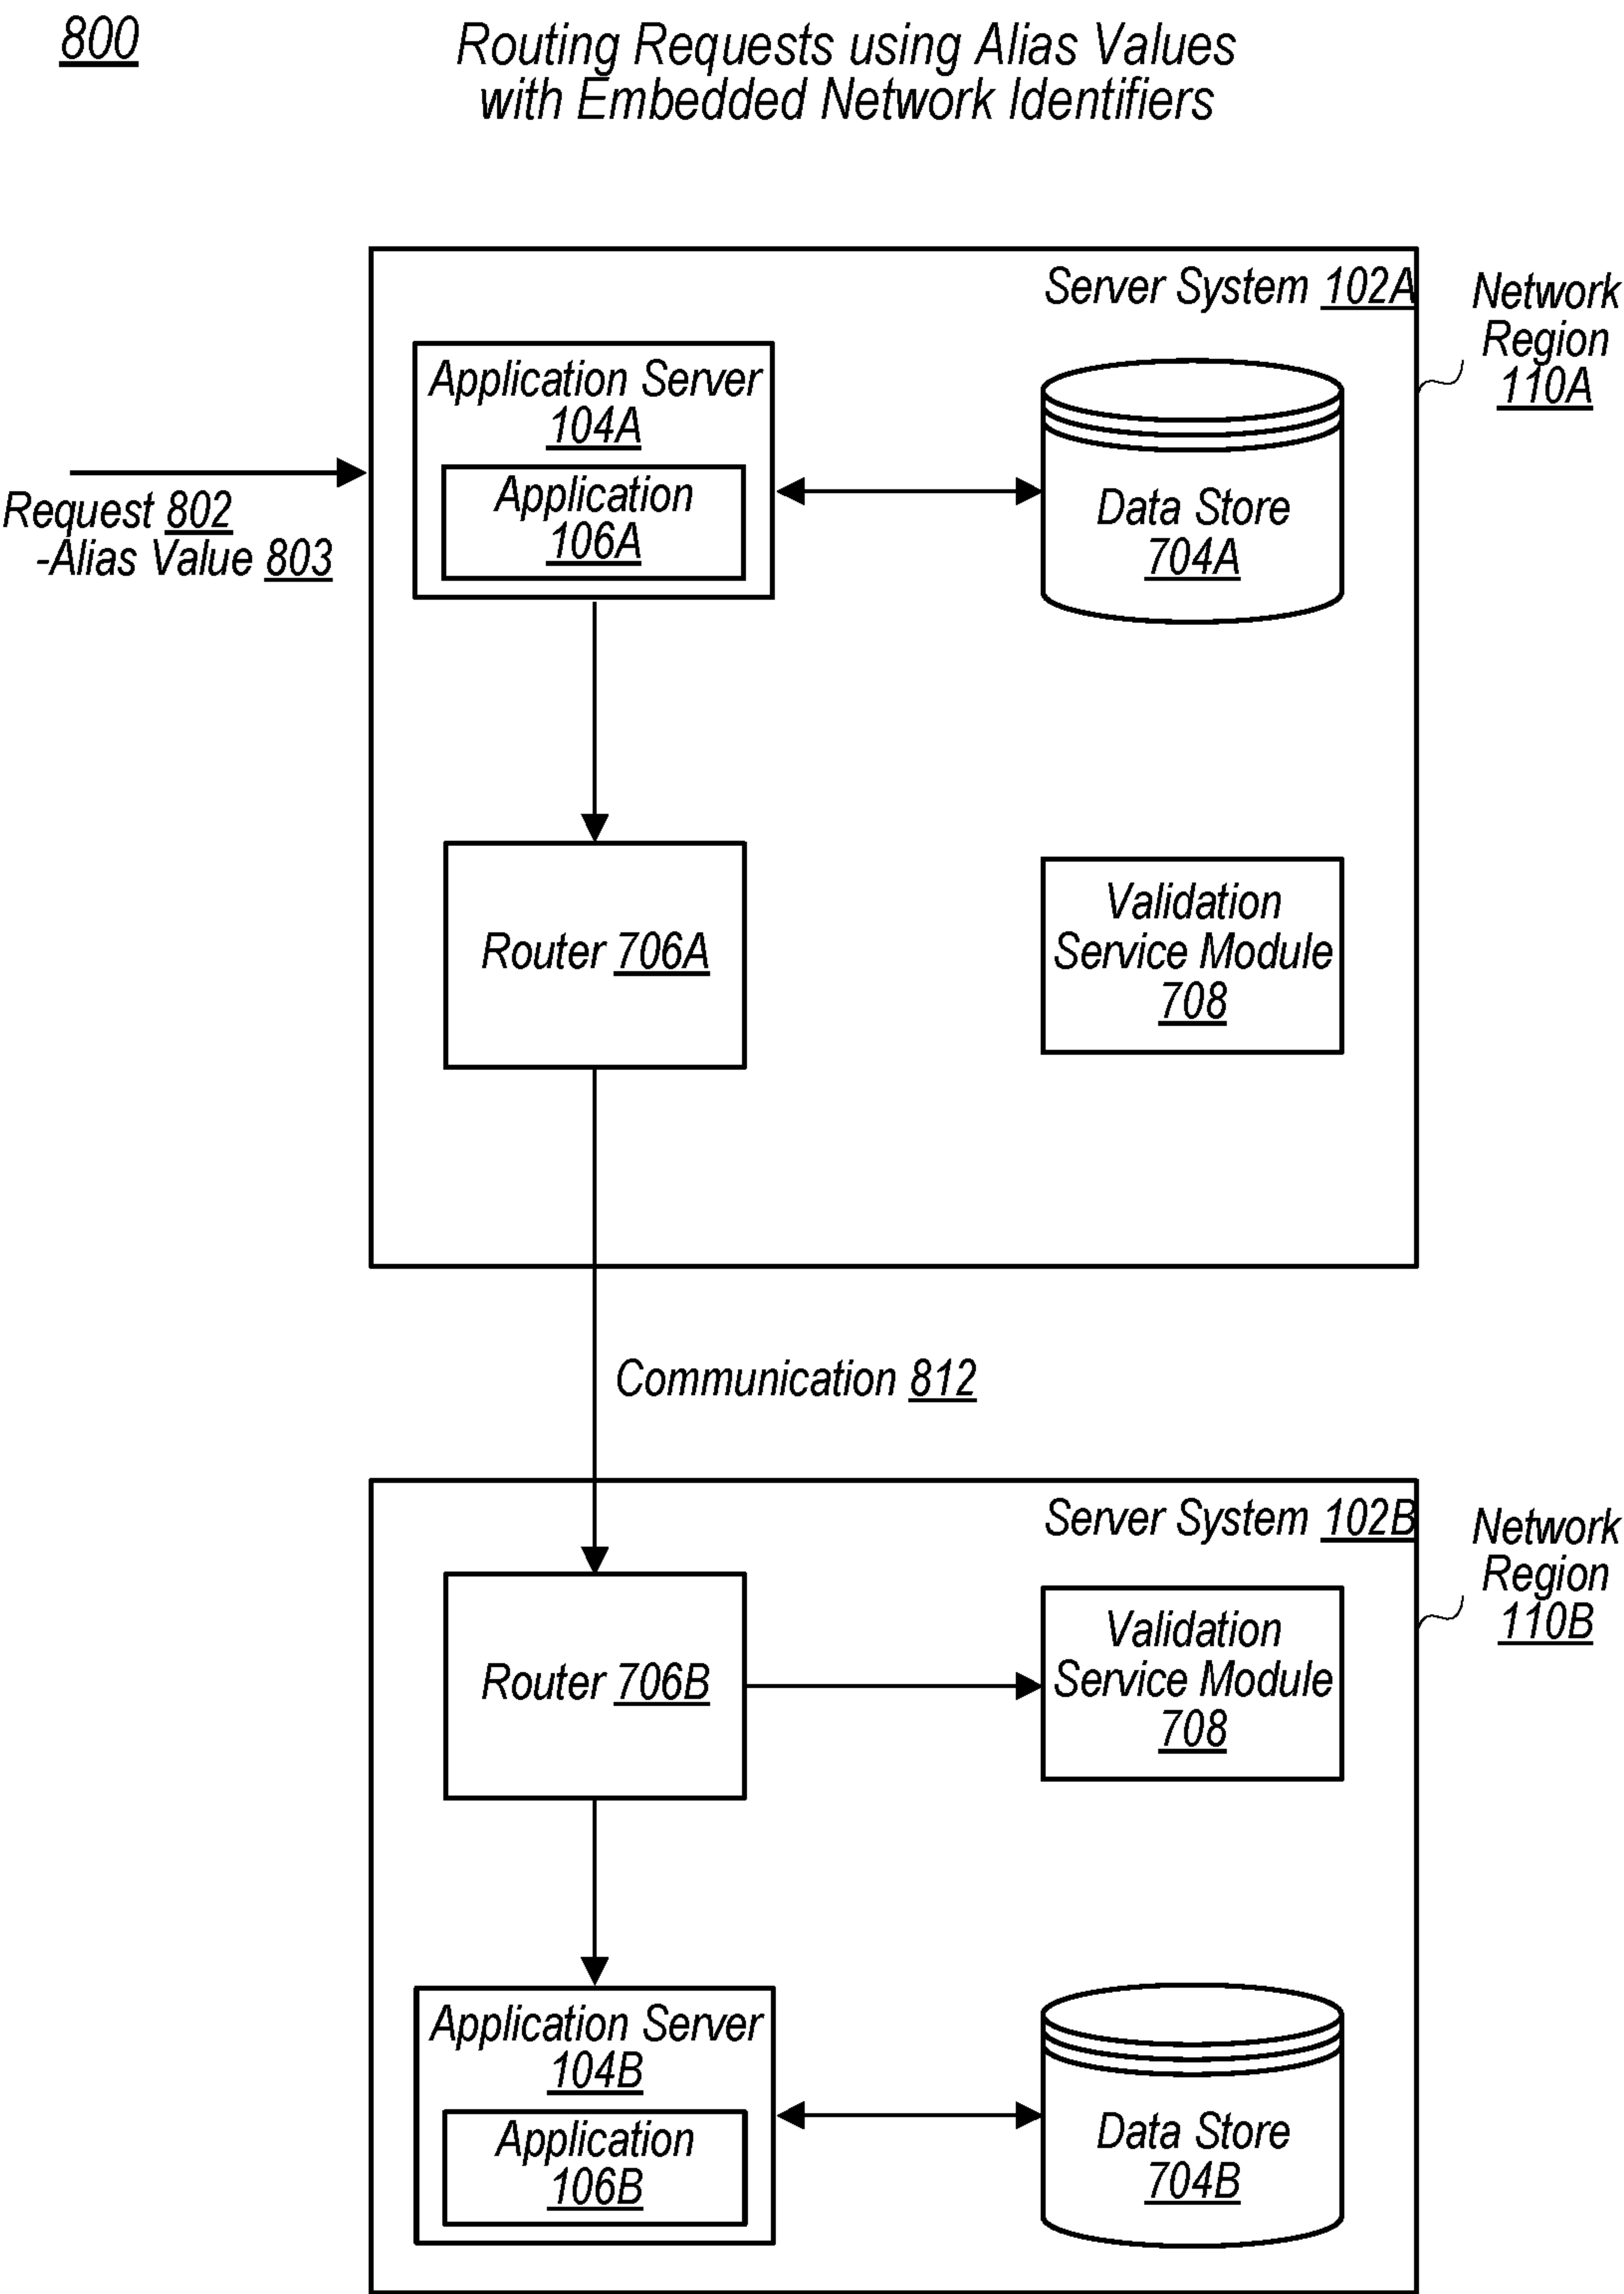 800
Routing Requests using Alias Values
with Embedded Network Identifiers
Server System 102A
Network
Region
110A
Application Server
104A
Application
106A
Data Store
704A
Request 802
-Alias Value 803
Router 706A
Validation
Service Module
708
Communication 812
Server System 102B
Network
Region
110B
Router 706B
Validation
Service Module
708
Application Server
104B
Application
106B
Data Store
704B